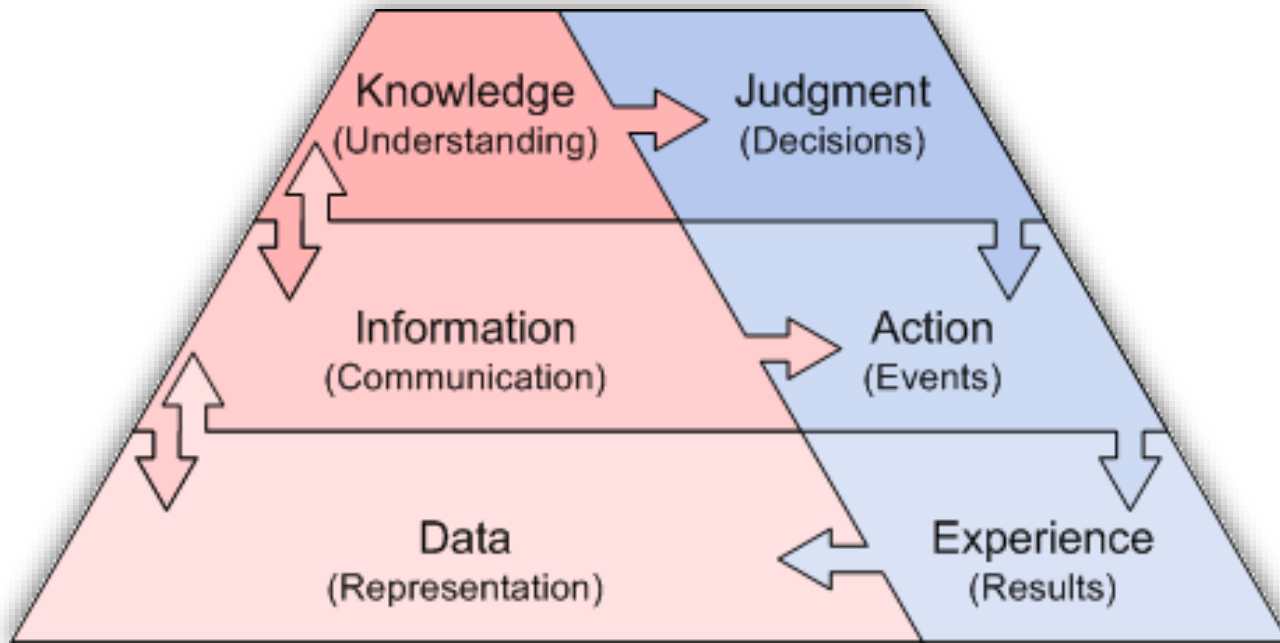 Knowledge
(Understanding)
Judgment
(Decisions)
Information
(Communication)
Action
(Events)
Data
(Representation)
Experience
(Results)